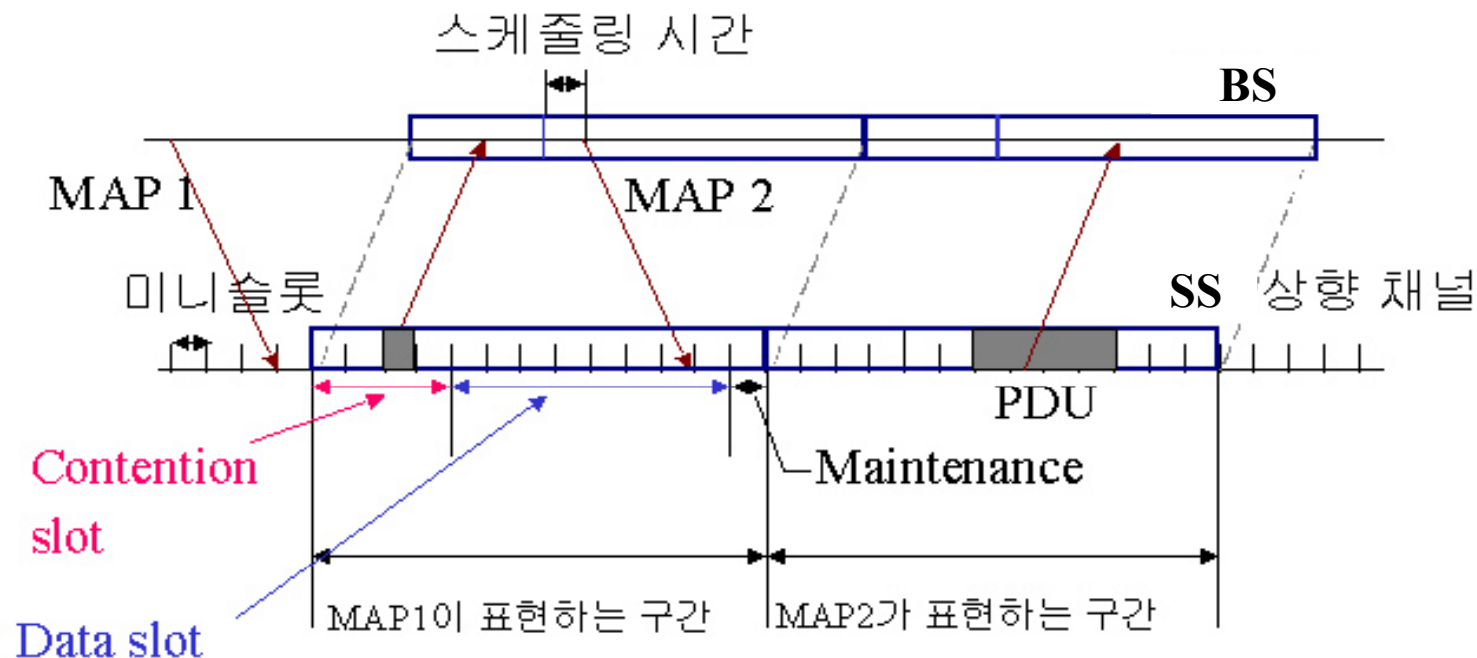 스케줄링 시간
BS
MAP 1
MAP 2
미니슬롯
SS
상향 채널
PDU
Contention
slot
Maintenance
Data slot
MAP1이 표현하는 구간
MAP2가 표현하는 구간